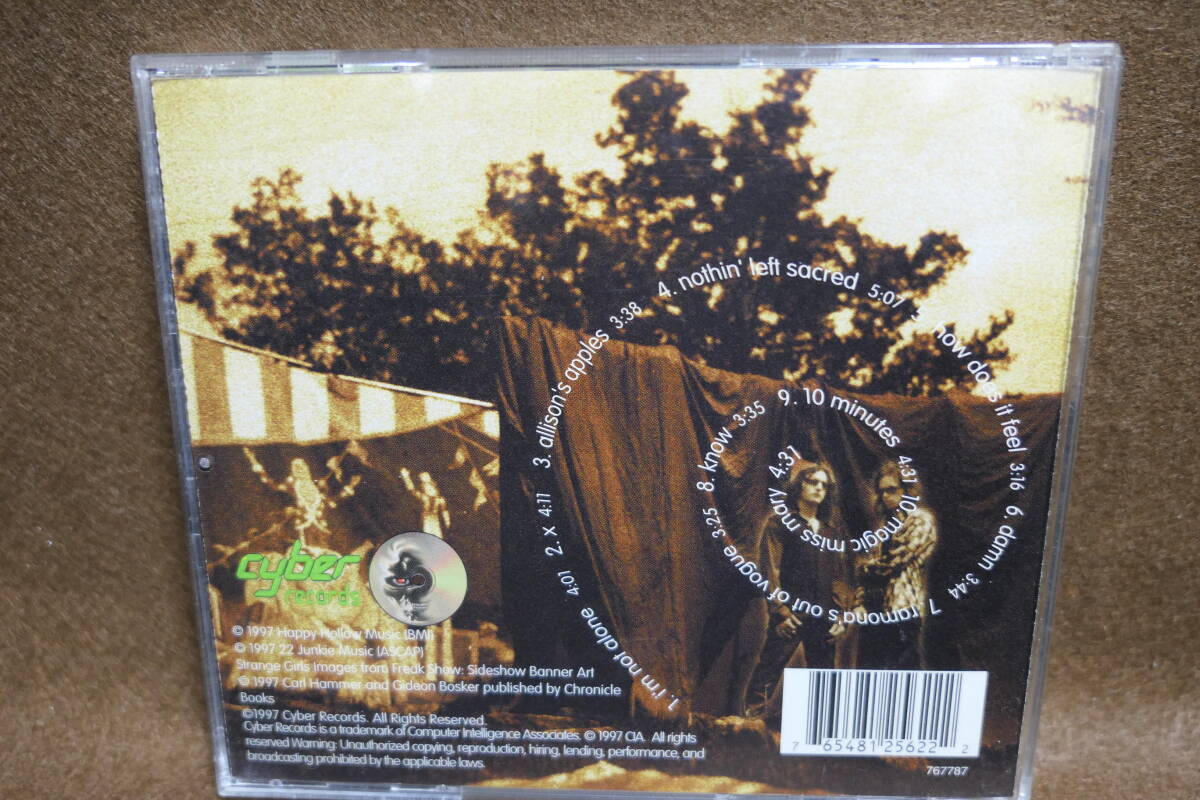 1. i'm not alone 4:01
2. x 4:11
3. allison's apples 3:38
4. nothin' left sacred 5:07
5. how does it feel 3:16
6. damn 3:44
7. ramona's out of vogue 3:25
8. know 3:35
9. 10 minutes 4:31
10. magic miss mary 4:31
cyber
records
© 1997 Happy Hollow Music (BMI)
© 1997 22 Junkie Music (ASCAP)
Strange Girls Images from Freak Show: Sideshow Banner Art
© 1997 Carl Hammer and Gideon Bosker published by Chronicle
Books
©1997 Cyber Records. All Rights Reserved.
Cyber Records is a trademark of Computer Intelligence Associates. © 1997 CIA. All rights
reserved Warning: Unauthorized copying, reproduction, hiring, lending, performance, and
broadcasting prohibited by the applicable laws.
7 65481 25622 2
767787